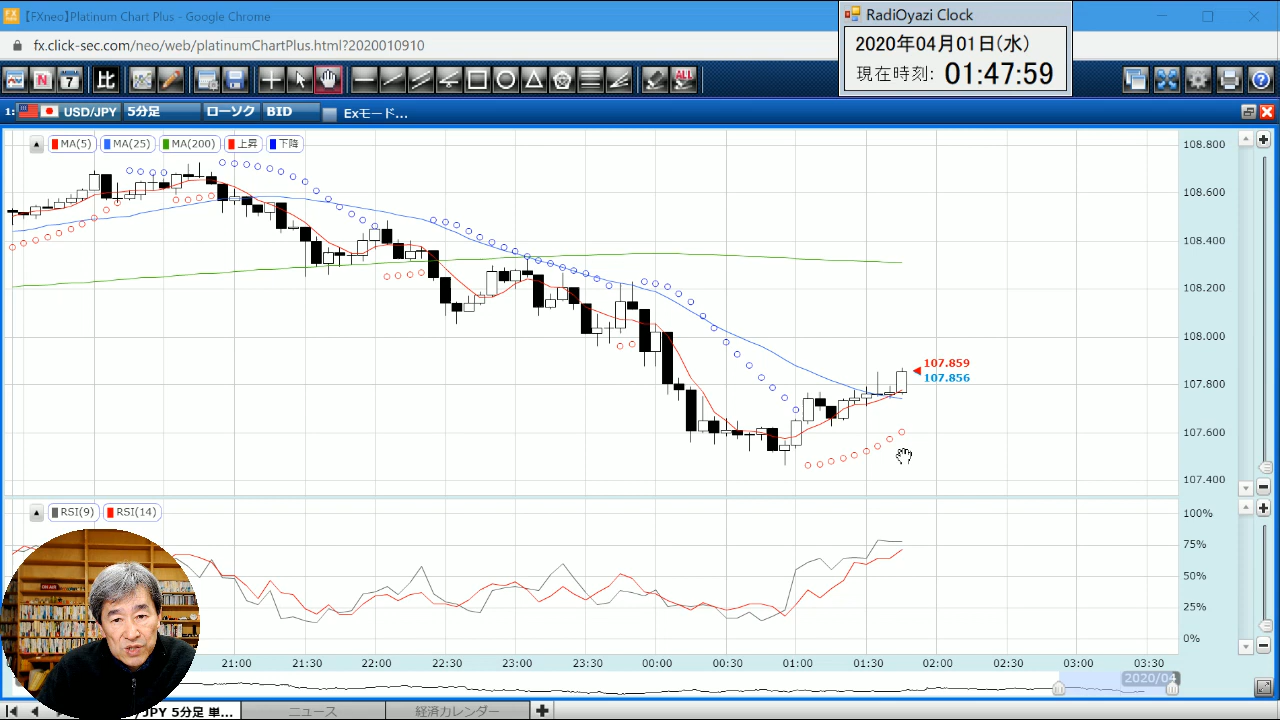 【FXneo】Platinum Chart Plus - Google Chrome
fx.click-sec.com/neo/web/platinumChartPlus.html?2020010910
RadiOyazi Clock
2020年04月01日(水)
現在時刻: 01:47:59
N 7 比 ALL ?
1: USD/JPY 5分足 ローソク BID Exモード...
MA(5) MA(25) MA(200) 上昇 下降
108.800
108.600
108.400
108.200
108.000
107.859
107.856
107.800
107.600
107.400
RSI(9) RSI(14)
100%
75%
50%
25%
0%
21:00 21:30 22:00 22:30 23:00 23:30 00:00 00:30 01:00 01:30 02:00 02:30 03:00 03:30
2020/04
/JPY 5分足 単... ニュース 経済カレンダー